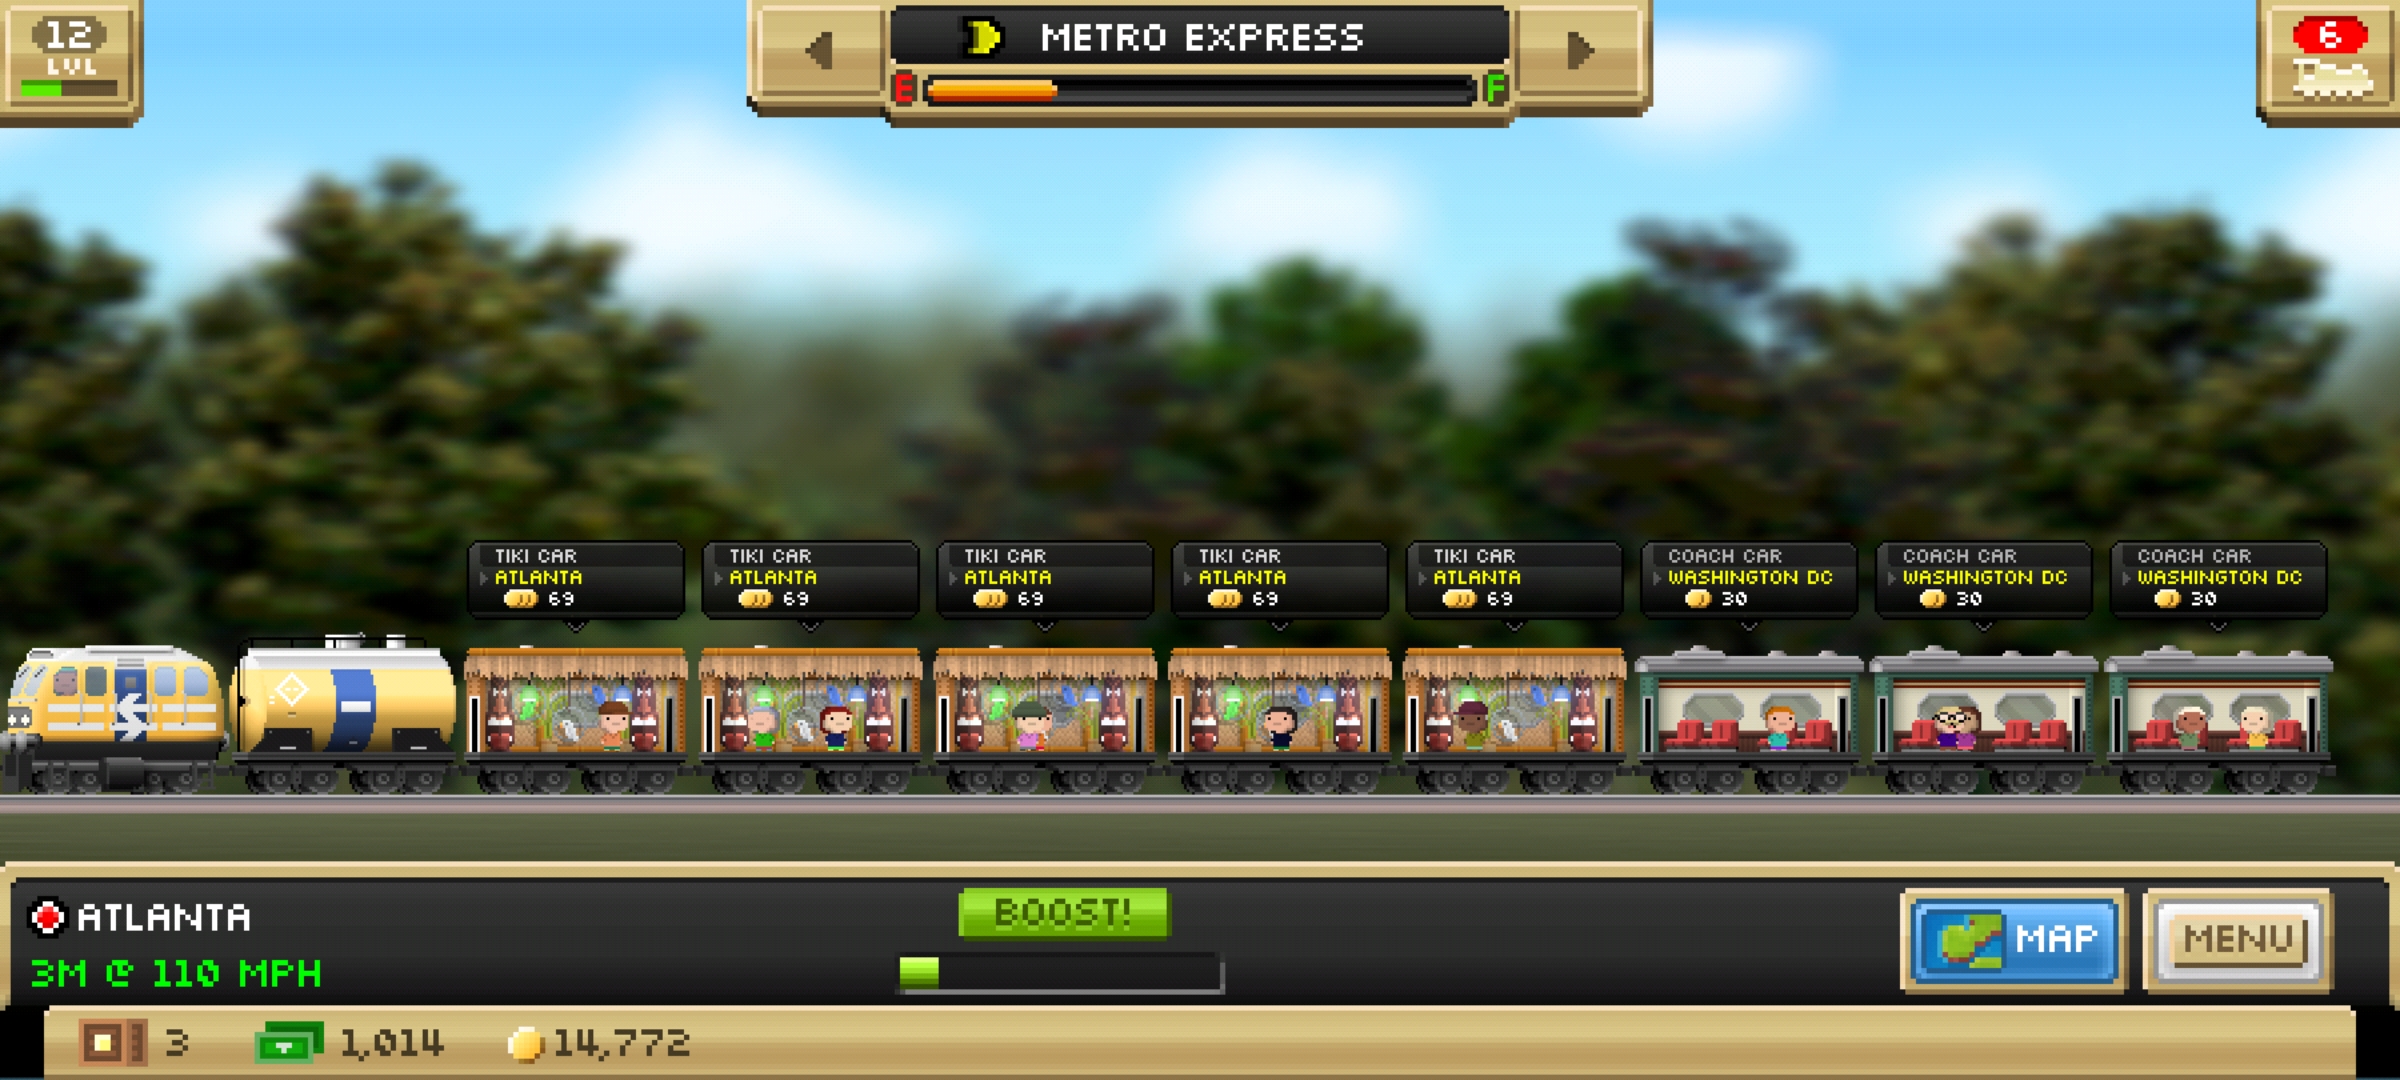 12
LVL
METRO EXPRESS
E F
6
TIKI CAR
ATLANTA
69
TIKI CAR
ATLANTA
69
TIKI CAR
ATLANTA
69
TIKI CAR
ATLANTA
69
TIKI CAR
ATLANTA
69
COACH CAR
WASHINGTON DC
30
COACH CAR
WASHINGTON DC
30
COACH CAR
WASHINGTON DC
30
ATLANTA
3M @ 110 MPH
BOOST!
MAP
MENU
3 1,014 14,772